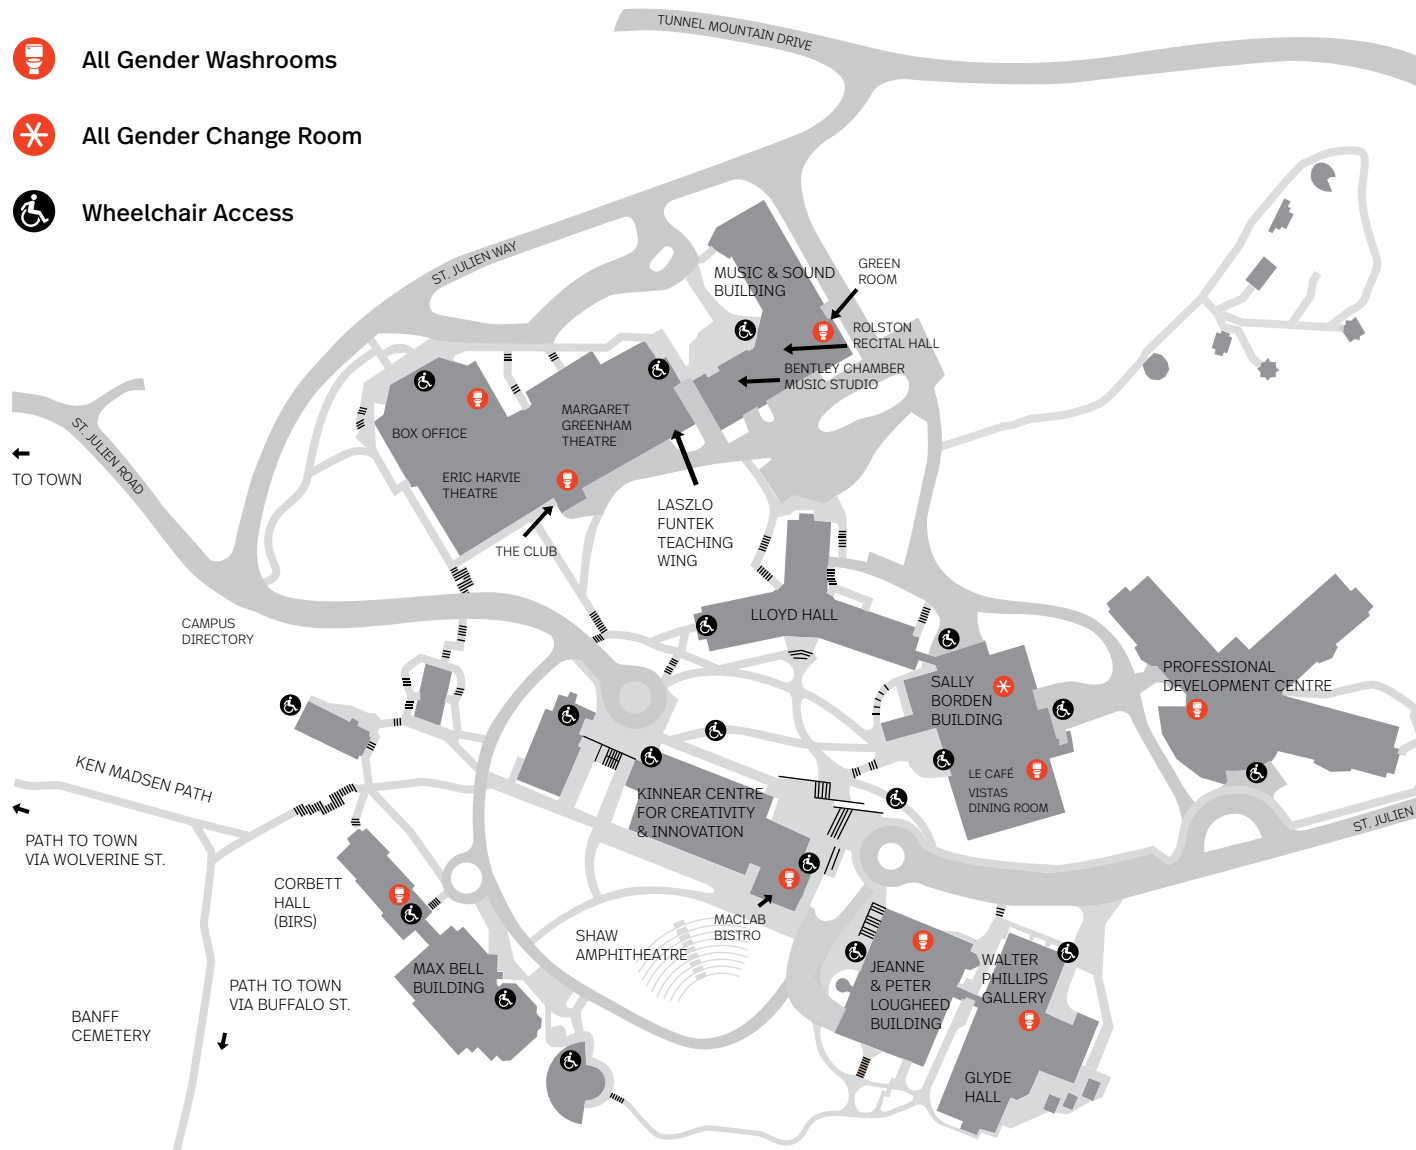 All Gender Washrooms
All Gender Change Room
Wheelchair Access
TUNNEL MOUNTAIN DRIVE
ST. JULIEN WAY
MUSIC & SOUND
BUILDING
GREEN
ROOM
ROLSTON
RECITAL HALL
BENTLEY CHAMBER
MUSIC STUDIO
BOX OFFICE
MARGARET
GREENHAM
THEATRE
ERIC HARVIE
THEATRE
THE CLUB
LASZLO
FUNTEK
TEACHING
WING
ST. JULIEN ROAD
TO TOWN
CAMPUS
DIRECTORY
LLOYD HALL
SALLY
BORDEN
BUILDING
LE CAFÉ
VISTAS
DINING ROOM
PROFESSIONAL
DEVELOPMENT CENTRE
ST. JULIEN
KEN MADSEN PATH
PATH TO TOWN
VIA WOLVERINE ST.
KINNEAR CENTRE
FOR CREATIVITY
& INNOVATION
CORBETT
HALL
(BIRS)
MACLAB
BISTRO
SHAW
AMPHITHEATRE
MAX BELL
BUILDING
JEANNE
& PETER
LOUGHEED
BUILDING
WALTER
PHILLIPS
GALLERY
GLYDE
HALL
PATH TO TOWN
VIA BUFFALO ST.
BANFF
CEMETERY